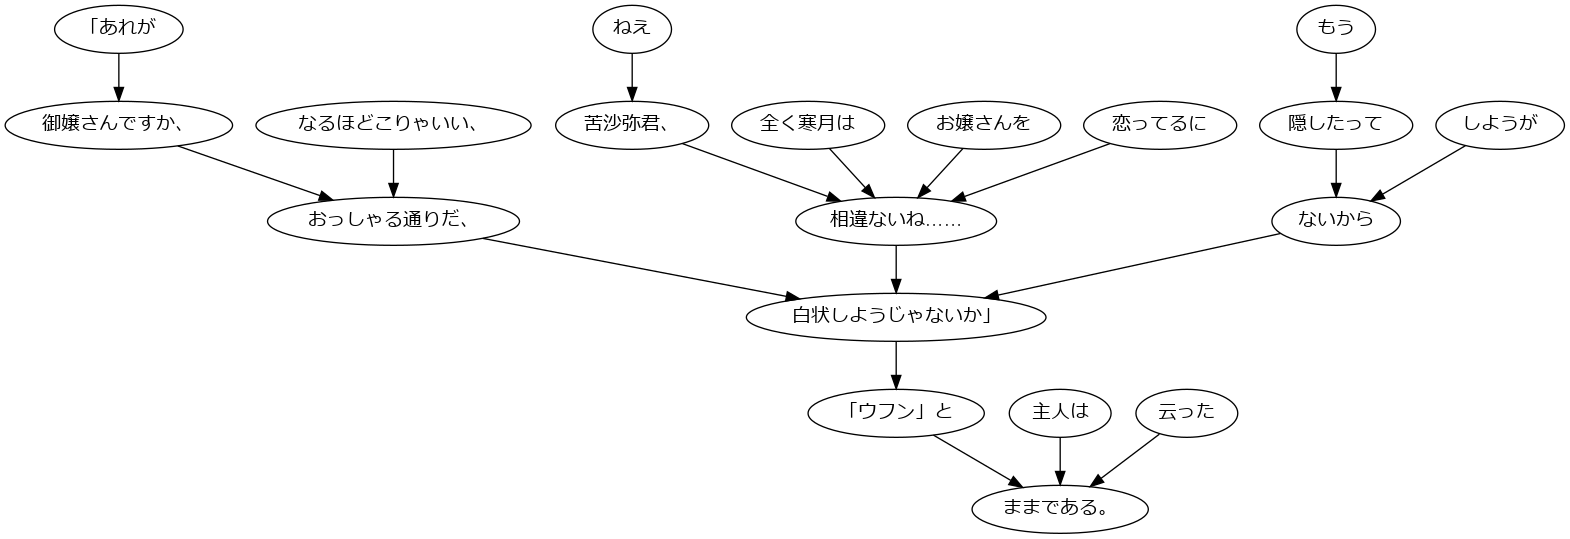 「あれが
ねえ
もう
御嬢さんですか、
なるほどこりゃいい、
苦沙弥君、
全く寒月は
お嬢さんを
恋ってるに
隠したって
しようが
おっしゃる通りだ、
相違ないね……
ないから
白状しようじゃないか」
「ウフン」と
主人は
云った
ままである。